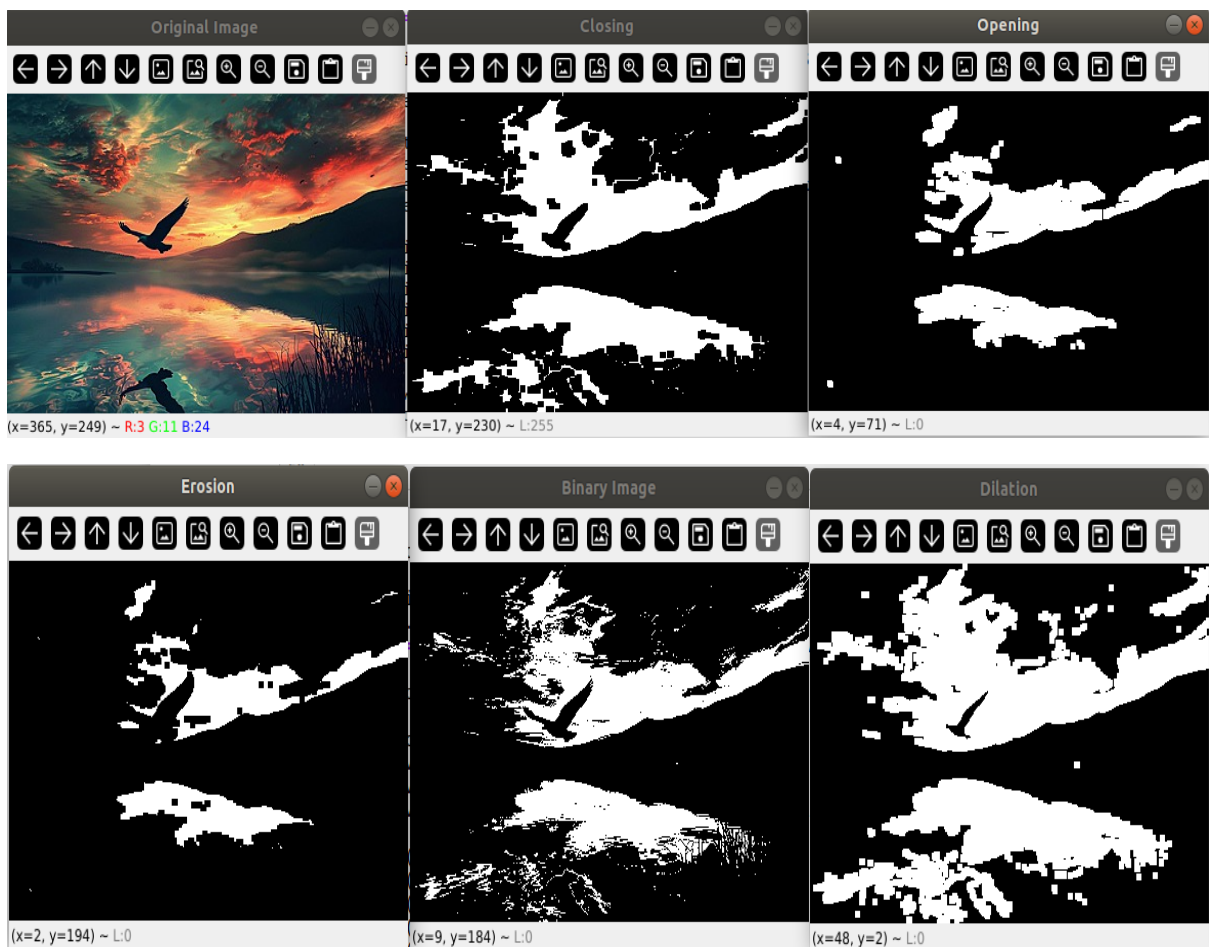 Original Image
Closing
Opening
(x=365, y=249) ~ R:3 G:11 B:24
(x=17, y=230) ~ L:255
(x=4, y=71) ~ L:0
Erosion
Binary Image
Dilation
(x=2, y=194) ~ L:0
(x=9, y=184) ~ L:0
(x=48, y=2) ~ L:0